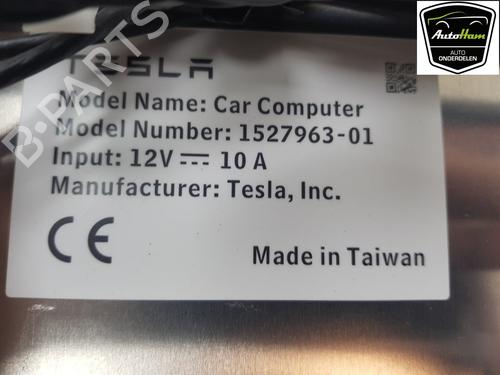 AutoHam
AUTO
ONDERDELEN
TESLA
Model Name: Car Computer
Model Number: 1527963-01
Input: 12V 10 A
Manufacturer: Tesla, Inc.
CE
Made in Taiwan
B-PARTS